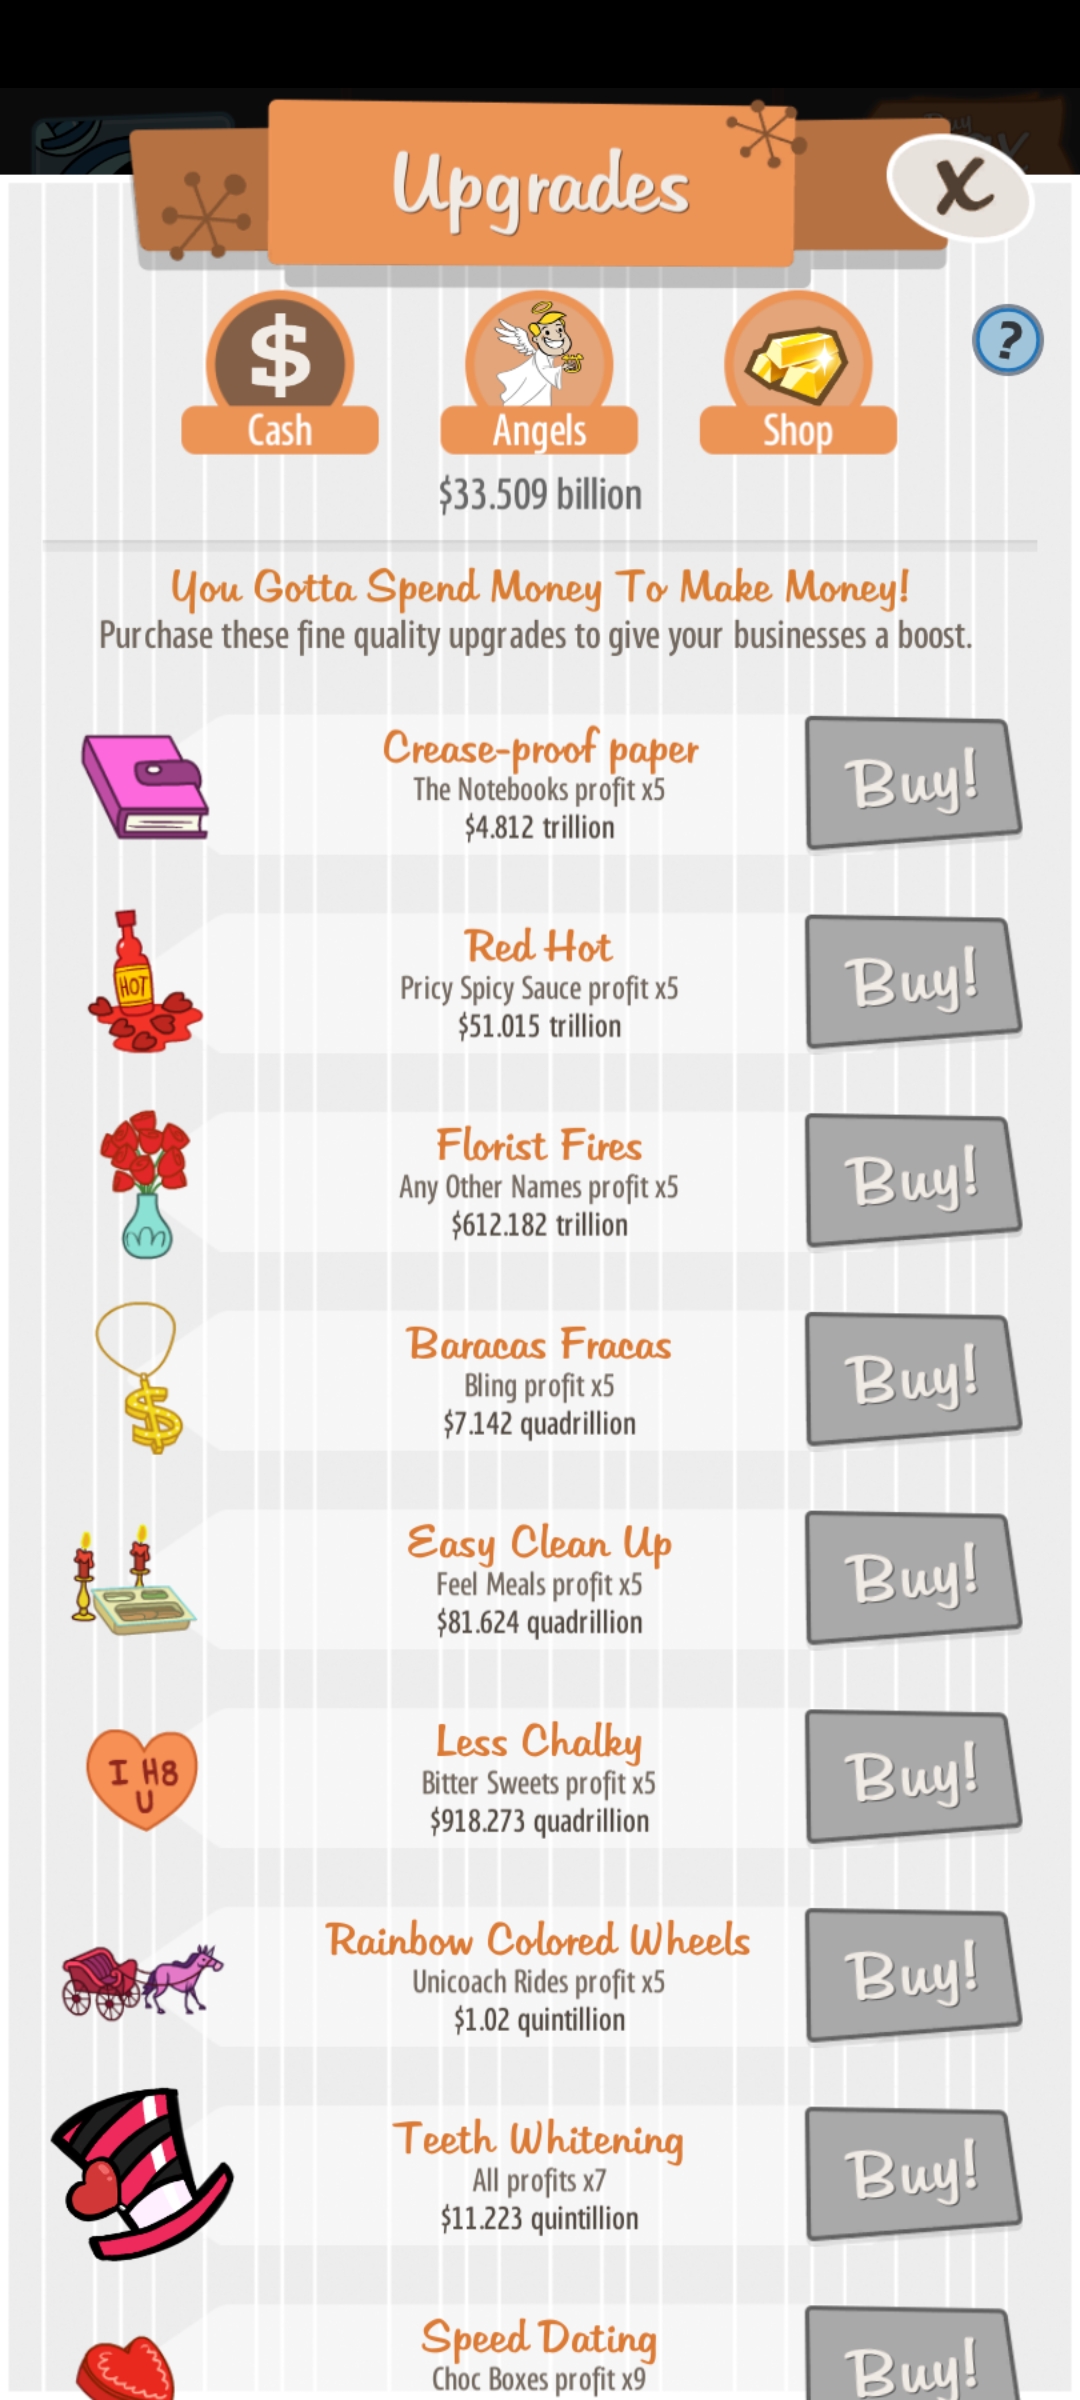 Upgrades
X
$
Cash
Angels
Shop
?
$33.509 billion
You Gotta Spend Money To Make Money!
Purchase these fine quality upgrades to give your businesses a boost.
Crease-proof paper
The Notebooks profit x5
$4.812 trillion
Buy!
HOT
Red Hot
Pricy Spicy Sauce profit x5
$51.015 trillion
Buy!
Florist Fires
Any Other Names profit x5
$612.182 trillion
Buy!
$
Baracas Fracas
Bling profit x5
$7.142 quadrillion
Buy!
Easy Clean Up
Feel Meals profit x5
$81.624 quadrillion
Buy!
I H8
U
Less Chalky
Bitter Sweets profit x5
$918.273 quadrillion
Buy!
Rainbow Colored Wheels
Unicoach Rides profit x5
$1.02 quintillion
Buy!
Teeth Whitening
All profits x7
$11.223 quintillion
Buy!
Speed Dating
Choc Boxes profit x9
Buy!